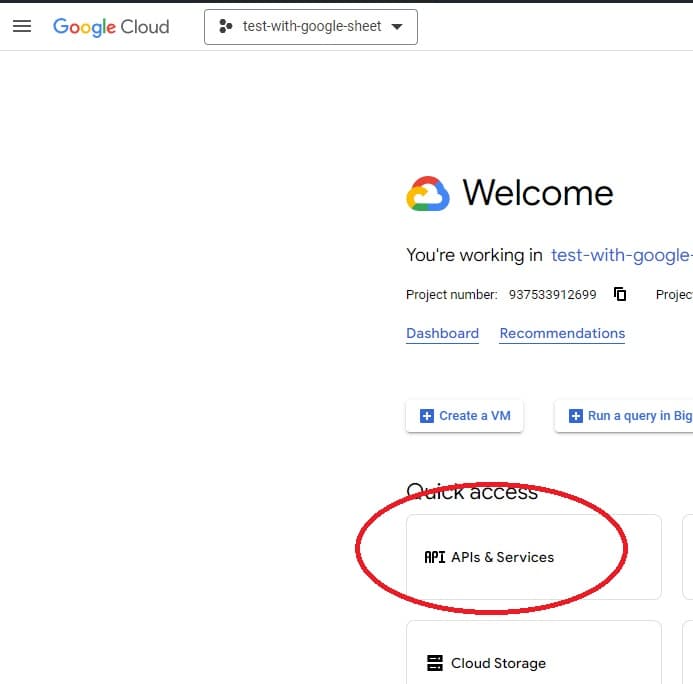 Google Cloud test-with-google-sheet
Welcome
You're working in test-with-google-
Project number: 937533912699 Projec
Dashboard Recommendations
Create a VM Run a query in Big
Quick access
API APIs & Services
Cloud Storage